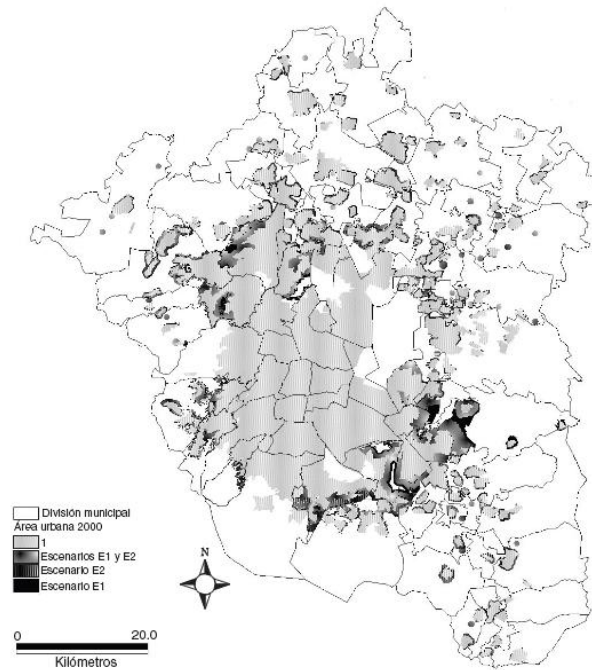 División municipal
Área urbana 2000
1
Escenarios E1 y E2
Escenario E2
Escenario E1
N
0 20.0
Kilómetros